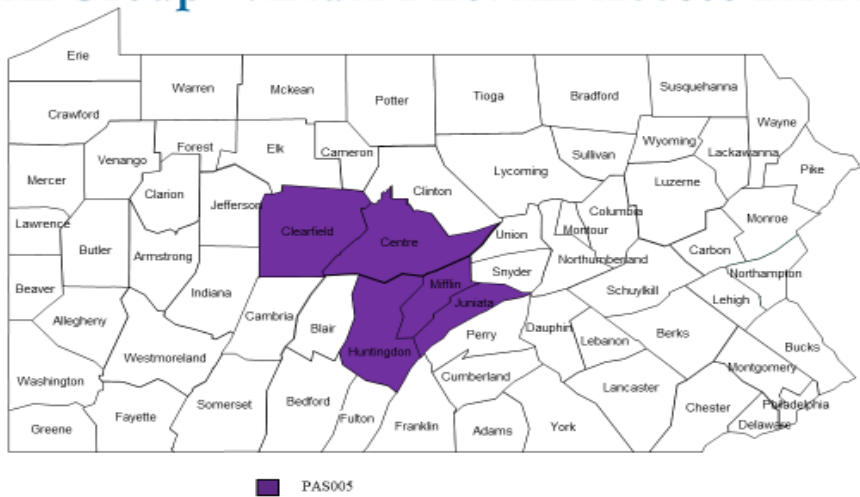 Erie
Warren
Mckean
Potter
Tioga
Bradford
Susquehanna
Crawford
Wayne
Forest
Elk
Cameron
Venango
Mercer
Clarion
Jefferson
Clinton
Lycoming
Sullivan
Wyoming
Lackawanna
Pike
Luzerne
Lawrence
Butler
Armstrong
Clearfield
Centre
Union
Montour
Columbia
Monroe
Carbon
Beaver
Indiana
Snyder
Northumberland
Northampton
Mifflin
Juniata
Schuylkill
Lehigh
Allegheny
Cambria
Blair
Huntingdon
Perry
Dauphin
Lebanon
Berks
Bucks
Westmoreland
Montgomery
Washington
Cumberland
Lancaster
Philadelphia
Chester
Delaware
Greene
Fayette
Somerset
Bedford
Fulton
Franklin
Adams
York
PAS005